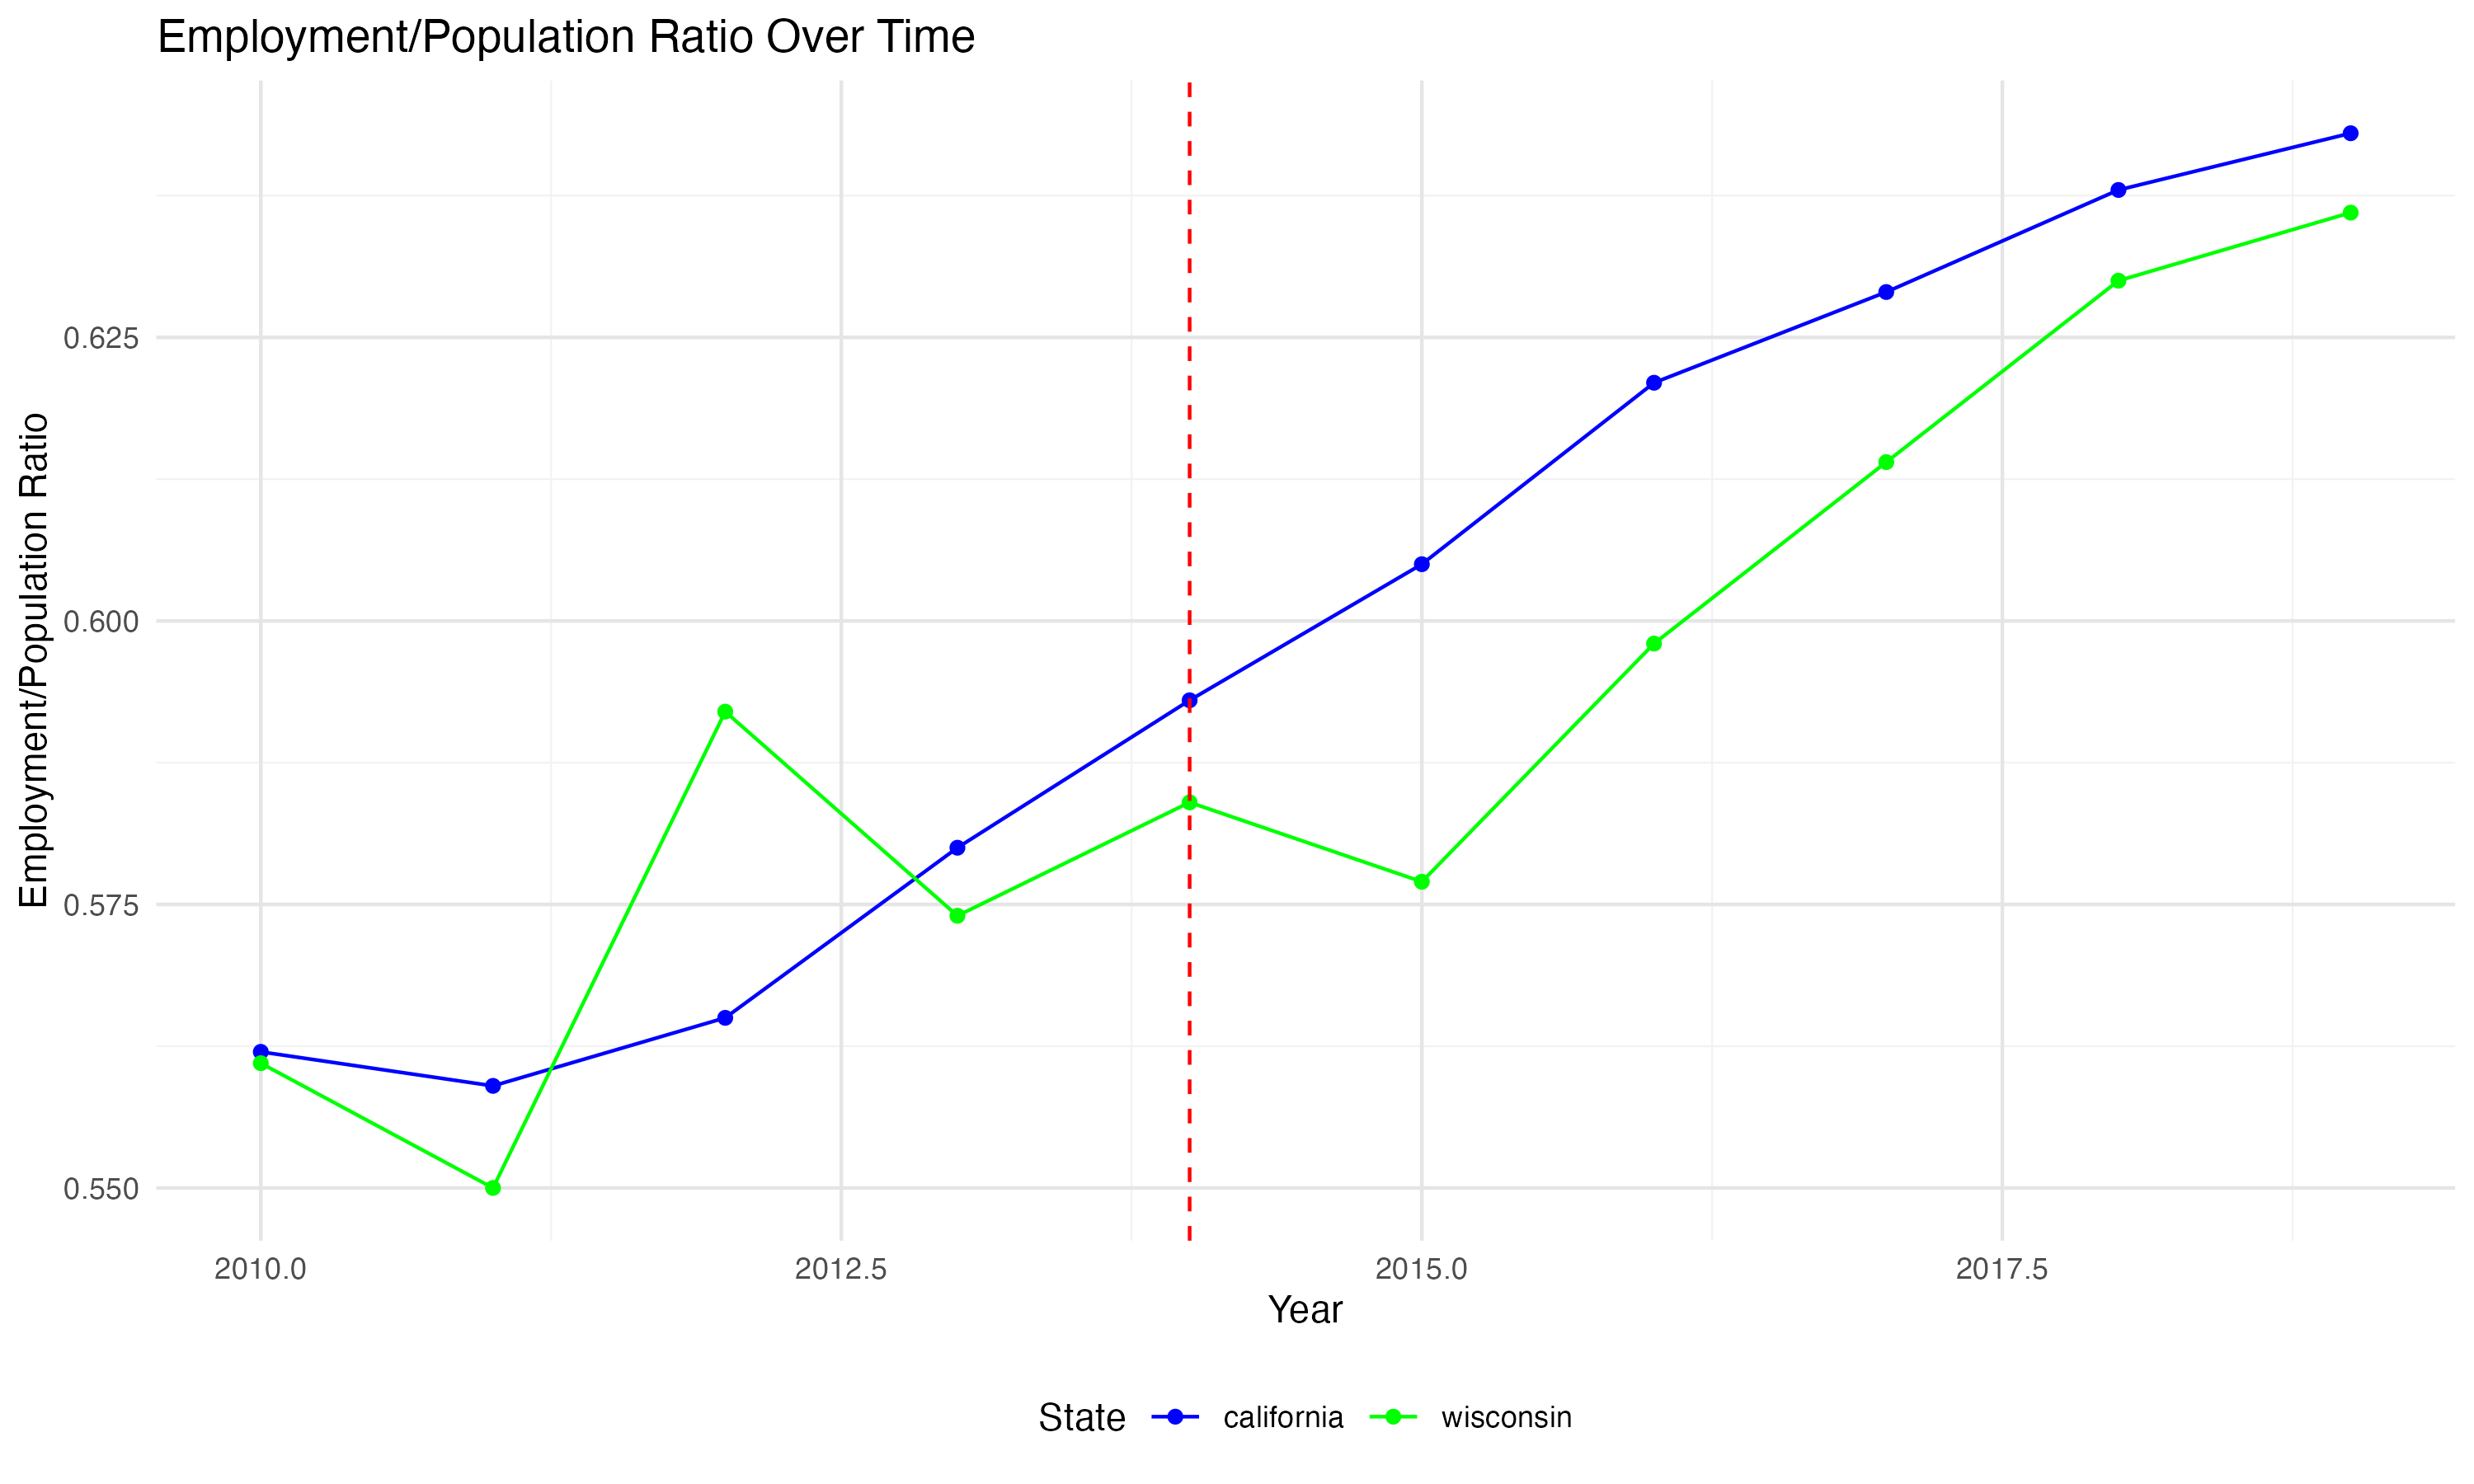 Employment/Population Ratio Over Time
Employment/Population Ratio
0.625
0.600
0.575
0.550
2010.0 2012.5 2015.0 2017.5
Year
State california wisconsin